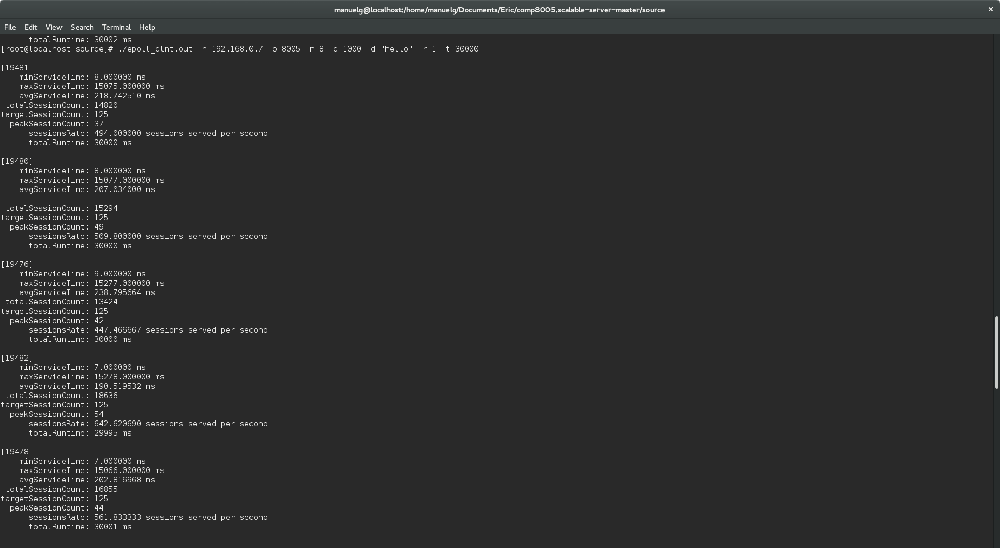 manuelg@localhost:/home/manuelg/Documents/Eric/comp8005.scalable-server-master/source
×
File Edit View Search Terminal Help
totalRuntime: 30002 ms
[root@localhost source]# ./epoll_clnt.out -h 192.168.0.7 -p 8005 -n 8 -c 1000 -d "hello" -r 1 -t 30000
[19481]
minServiceTime: 8.000000 ms
maxServiceTime: 15075.000000 ms
avgServiceTime: 218.742510 ms
totalSessionCount: 14820
targetSessionCount: 125
peakSessionCount: 37
sessionsRate: 494.000000 sessions served per second
totalRuntime: 30000 ms
[19480]
minServiceTime: 8.000000 ms
maxServiceTime: 15077.000000 ms
avgServiceTime: 207.034000 ms
totalSessionCount: 15294
targetSessionCount: 125
peakSessionCount: 49
sessionsRate: 509.800000 sessions served per second
totalRuntime: 30000 ms
[19476]
minServiceTime: 9.000000 ms
maxServiceTime: 15277.000000 ms
avgServiceTime: 238.795664 ms
totalSessionCount: 13424
targetSessionCount: 125
peakSessionCount: 42
sessionsRate: 447.466667 sessions served per second
totalRuntime: 30000 ms
[19482]
minServiceTime: 7.000000 ms
maxServiceTime: 15278.000000 ms
avgServiceTime: 190.519532 ms
totalSessionCount: 18636
targetSessionCount: 125
peakSessionCount: 54
sessionsRate: 642.620690 sessions served per second
totalRuntime: 29995 ms
[19478]
minServiceTime: 7.000000 ms
maxServiceTime: 15066.000000 ms
avgServiceTime: 202.816968 ms
totalSessionCount: 16855
targetSessionCount: 125
peakSessionCount: 44
sessionsRate: 561.833333 sessions served per second
totalRuntime: 30001 ms